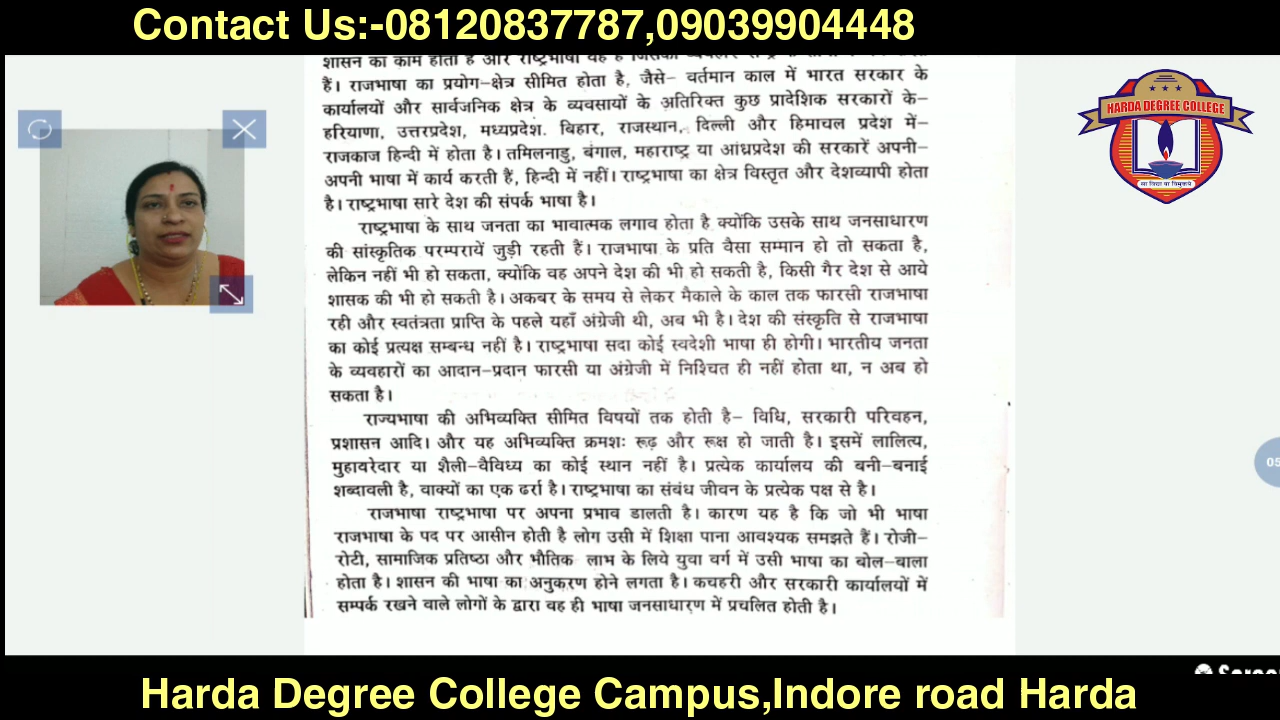 Contact Us:-08120837787,09039904448
शासन का काम होता है और राष्ट्रभाषा वह है जिसका
हैं। राजभाषा का प्रयोग-क्षेत्र सीमित होता है, जैसे- वर्तमान काल में भारत सरकार के
कार्यालयों और सार्वजनिक क्षेत्र के व्यवसायों के अतिरिक्त कुछ प्रादेशिक सरकारों के-
हरियाणा, उत्तरप्रदेश, मध्यप्रदेश. बिहार, राजस्थान, दिल्ली और हिमाचल प्रदेश में-
राजकाज हिन्दी में होता है। तमिलनाडु, बंगाल, महाराष्ट्र या आंध्रप्रदेश की सरकारें अपनी-
अपनी भाषा में कार्य करती हैं, हिन्दी में नहीं। राष्ट्रभाषा का क्षेत्र विस्तृत और देशव्यापी होता
है। राष्ट्रभाषा सारे देश की संपर्क भाषा है।
राष्ट्रभाषा के साथ जनता का भावात्मक लगाव होता है क्योंकि उसके साथ जनसाधारण
की सांस्कृतिक परम्परायें जुड़ी रहती हैं। राजभाषा के प्रति वैसा सम्मान हो तो सकता है,
लेकिन नहीं भी हो सकता, क्योंकि वह अपने देश की भी हो सकती है, किसी गैर देश से आये
शासक की भी हो सकती है। अकबर के समय से लेकर मैकाले के काल तक फारसी राजभाषा
रही और स्वतंत्रता प्राप्ति के पहले यहाँ अंग्रेजी थी, अब भी है। देश की संस्कृति से राजभाषा
का कोई प्रत्यक्ष सम्बन्ध नहीं है। राष्ट्रभाषा सदा कोई स्वदेशी भाषा ही होगी। भारतीय जनता
के व्यवहारों का आदान-प्रदान फारसी या अंग्रेजी में निश्चित ही नहीं होता था, न अब हो
सकता है।
राज्यभाषा की अभिव्यक्ति सीमित विषयों तक होती है- विधि, सरकारी परिवहन,
प्रशासन आदि। और यह अभिव्यक्ति क्रमशः रूढ़ और रूक्ष हो जाती है। इसमें लालित्य,
मुहावरेदार या शैली-वैविध्य का कोई स्थान नहीं है। प्रत्येक कार्यालय की बनी-बनाई
शब्दावली है, वाक्यों का एक ढर्रा है। राष्ट्रभाषा का संबंध जीवन के प्रत्येक पक्ष से है।
राजभाषा राष्ट्रभाषा पर अपना प्रभाव डालती है। कारण यह है कि जो भी भाषा
राजभाषा के पद पर आसीन होती है लोग उसी में शिक्षा पाना आवश्यक समझते हैं। रोजी-
रोटी, सामाजिक प्रतिष्ठा और भौतिक लाभ के लिये युवा वर्ग में उसी भाषा का बोल-बाला
होता है। शासन की भाषा का अनुकरण होने लगता है। कचहरी और सरकारी कार्यालयों में
सम्पर्क रखने वाले लोगों के द्वारा वह ही भाषा जनसाधारण में प्रचलित होती है।
HARDA DEGREE COLLEGE
सा विद्या या विमुक्तये
05
Harda Degree College Campus,Indore road Harda